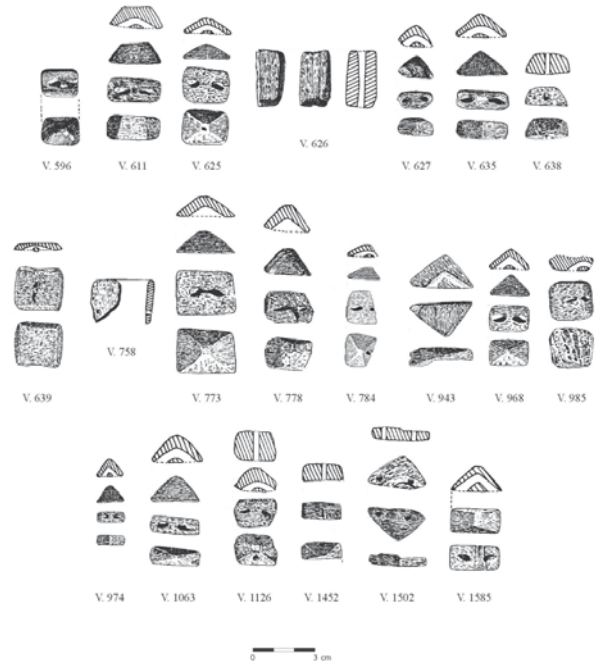 V. 596 V. 611 V. 625 V. 626 V. 627 V. 635 V. 638
V. 639 V. 758 V. 773 V. 778 V. 784 V. 943 V. 968 V. 985
V. 974 V. 1063 V. 1126 V. 1452 V. 1502 V. 1585
0 3 cm